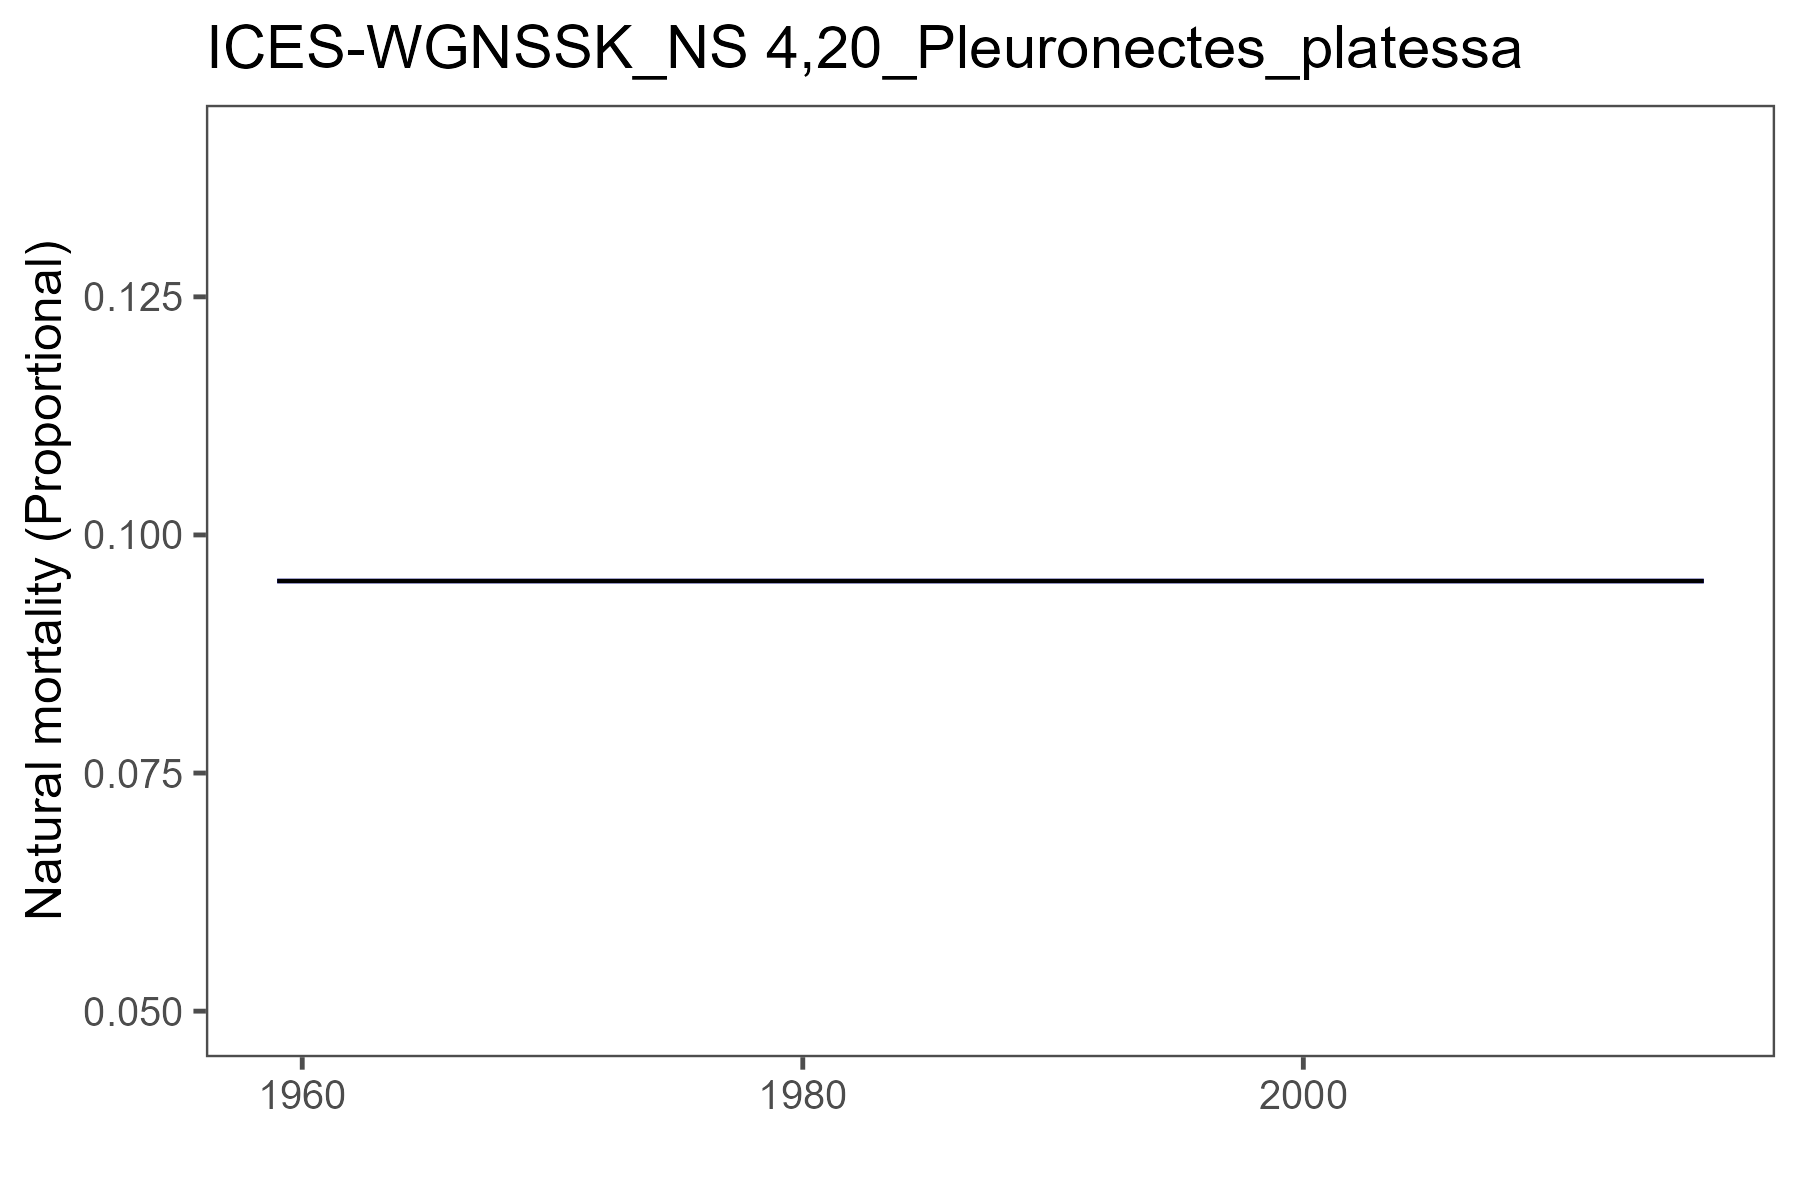 ICES-WGNSSK_NS 4,20_Pleuronectes_platessa
Natural mortality (Proportional)
0.125
0.100
0.075
0.050
1960 1980 2000